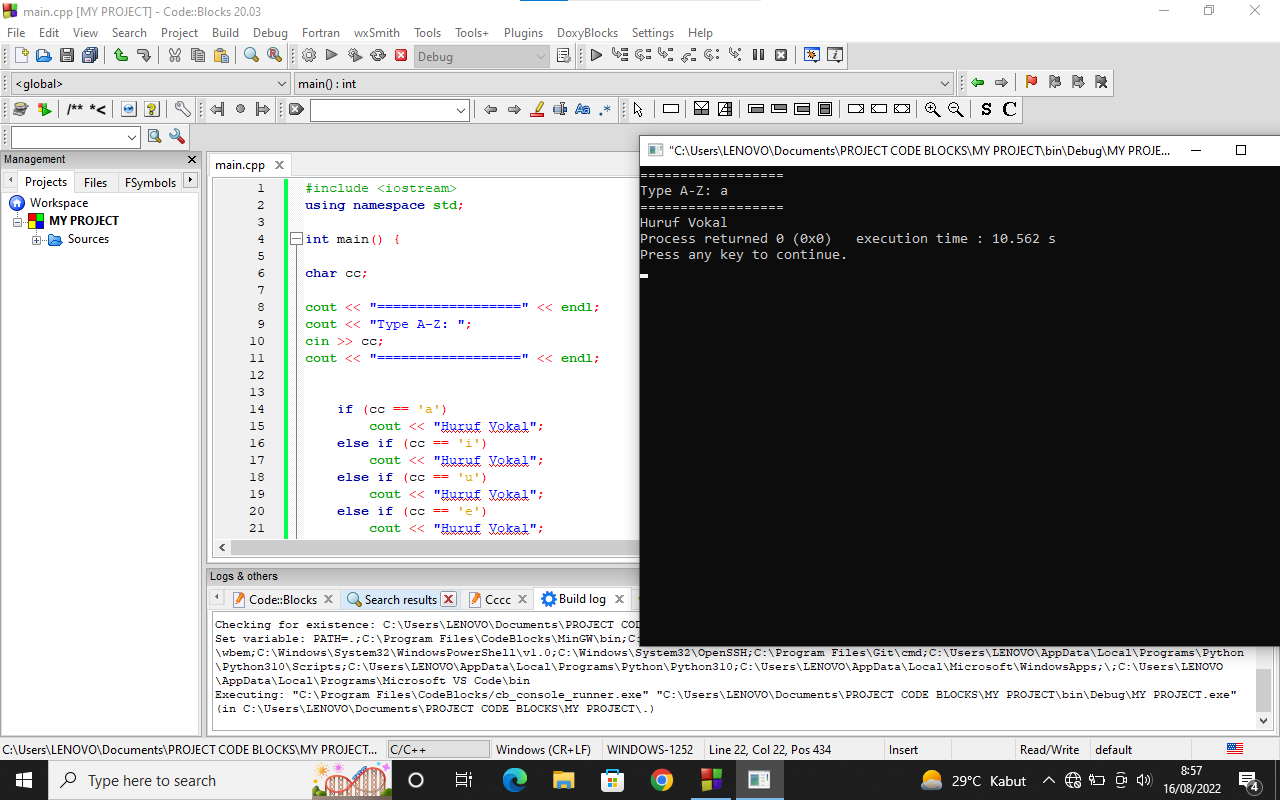 main.cpp [MY PROJECT] - Code::Blocks 20.03
File Edit View Search Project Build Debug Fortran wxSmith Tools Tools+ Plugins DoxyBlocks Settings Help
Debug
<global>
main() : int
/** *<
Aa .*
S C
Management
Projects Files FSymbols
Workspace
MY PROJECT
Sources
main.cpp
1 #include <iostream>
2 using namespace std;
3
4 int main() {
5
6 char cc;
7
8 cout << "==================" << endl;
9 cout << "Type A-Z: ";
10 cin >> cc;
11 cout << "==================" << endl;
12
13
14 if (cc == 'a')
15 cout << "Huruf Vokal";
16 else if (cc == 'i')
17 cout << "Huruf Vokal";
18 else if (cc == 'u')
19 cout << "Huruf Vokal";
20 else if (cc == 'e')
21 cout << "Huruf Vokal";
"C:\Users\LENOVO\Documents\PROJECT CODE BLOCKS\MY PROJECT\bin\Debug\MY PROJE...
==================
Type A-Z: a
==================
Huruf Vokal
Process returned 0 (0x0)   execution time : 10.562 s
Press any key to continue.
Logs & others
Code::Blocks Search results Cccc Build log
Checking for existence: C:\Users\LENOVO\Documents\PROJECT COD
Set variable: PATH=.;C:\Program Files\CodeBlocks\MinGW\bin;C:
\wbem;C:\Windows\System32\WindowsPowerShell\v1.0;C:\Windows\System32\OpenSSH;C:\Program Files\Git\cmd;C:\Users\LENOVO\AppData\Local\Programs\Python
\Python310\Scripts;C:\Users\LENOVO\AppData\Local\Programs\Python\Python310;C:\Users\LENOVO\AppData\Local\Microsoft\WindowsApps;\;C:\Users\LENOVO
\AppData\Local\Programs\Microsoft VS Code\bin
Executing: "C:\Program Files\CodeBlocks/cb_console_runner.exe" "C:\Users\LENOVO\Documents\PROJECT CODE BLOCKS\MY PROJECT\bin\Debug\MY PROJECT.exe"
(in C:\Users\LENOVO\Documents\PROJECT CODE BLOCKS\MY PROJECT\.)
C:\Users\LENOVO\Documents\PROJECT CODE BLOCKS\MY PROJECT... C/C++ Windows (CR+LF) WINDOWS-1252 Line 22, Col 22, Pos 434 Insert Read/Write default
Type here to search
29°C Kabut
8:57
16/08/2022
4